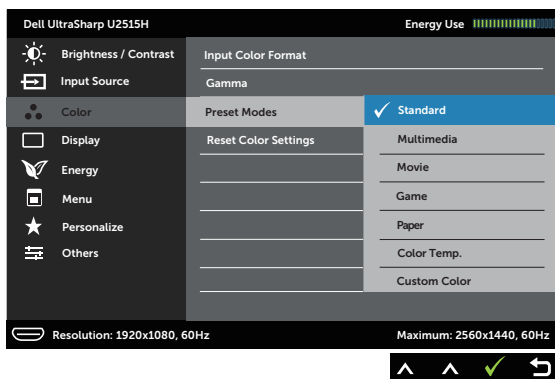 Dell UltraSharp U2515H
Energy Use
Brightness / Contrast
Input Source
Color
Display
Energy
Menu
Personalize
Others
Input Color Format
Gamma
Preset Modes
Reset Color Settings
Standard
Multimedia
Movie
Game
Paper
Color Temp.
Custom Color
Resolution: 1920x1080, 60Hz
Maximum: 2560x1440, 60Hz